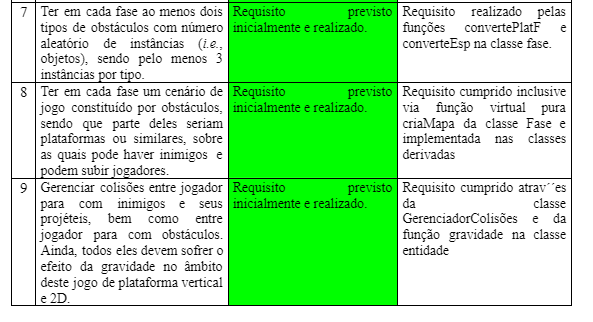 7 Ter em cada fase ao menos dois
tipos de obstáculos com número
aleatório de instâncias (i.e.,
objetos), sendo pelo menos 3
instâncias por tipo.
Requisito previsto
inicialmente e realizado.
Requisito realizado pelas
funções convertePlatF e
converteEsp na classe fase.
8 Ter em cada fase um cenário de
jogo constituído por obstáculos,
sendo que parte deles seriam
plataformas ou similares, sobre
as quais pode haver inimigos e
podem subir jogadores.
Requisito previsto
inicialmente e realizado.
Requisito cumprido inclusive
via função virtual pura
criaMapa da classe Fase e
implementada nas classes
derivadas
9 Gerenciar colisões entre jogador
para com inimigos e seus
projéteis, bem como entre
jogador para com obstáculos.
Ainda, todos eles devem sofrer o
efeito da gravidade no âmbito
deste jogo de plataforma vertical
e 2D.
Requisito previsto
inicialmente e realizado.
Requisito cumprido atrav´´es
da classe
GerenciadorColisões e da
função gravidade na classe
entidade